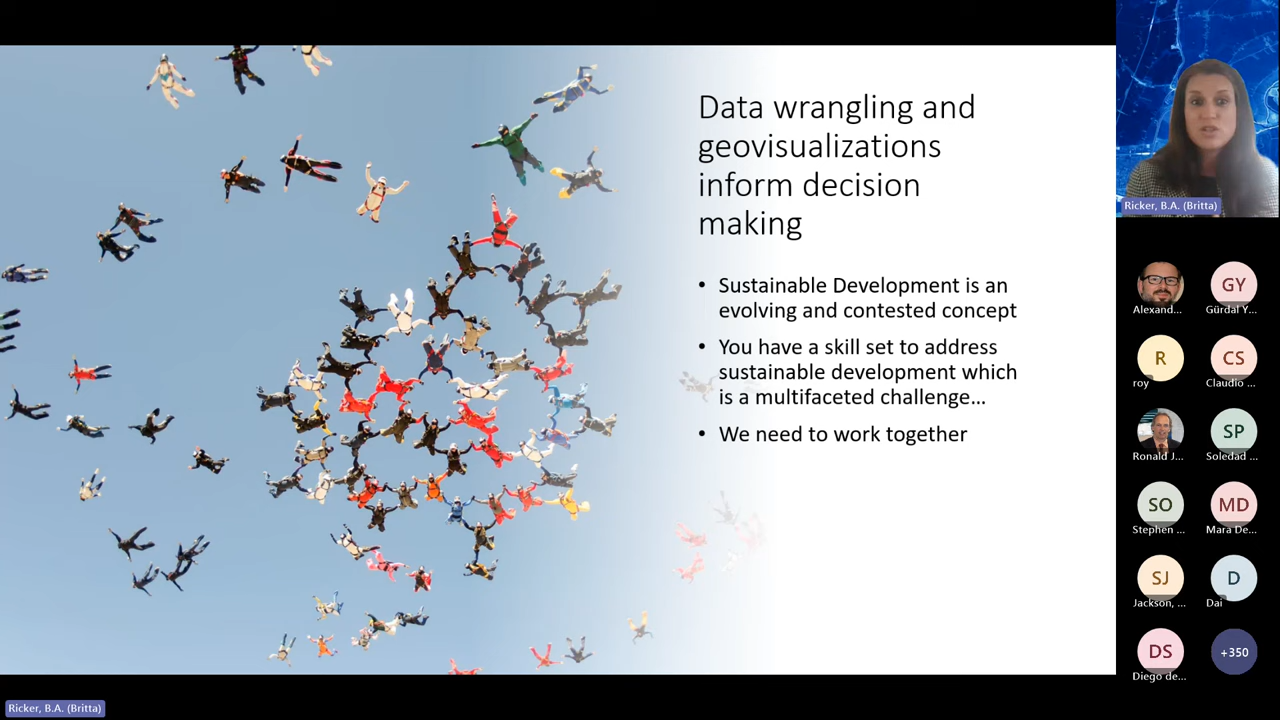 Data wrangling and
geovisualizations
inform decision
making
• Sustainable Development is an
evolving and contested concept
• You have a skill set to address
sustainable development which
is a multifaceted challenge...
• We need to work together
Ricker, B.A. (Britta)
Alexand...
GY
Gürdal Y...
R
roy
CS
Claudio ...
Ronald J...
SP
Soledad ...
SO
Stephen ...
MD
Mara De...
SJ
Jackson, ...
D
Dai
DS
Diego de...
+350
Ricker, B.A. (Britta)